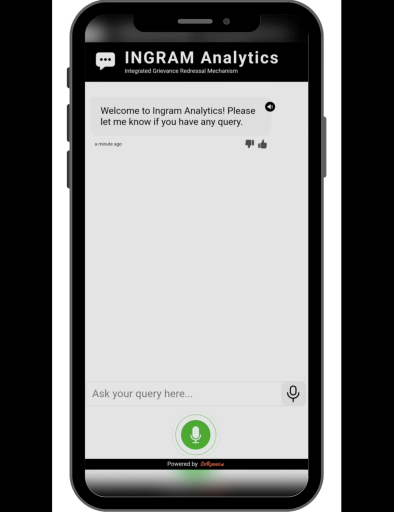 INGRAM Analytics
Integrated Grievance Redressal Mechanism
Welcome to Ingram Analytics! Please
let me know if you have any query.
a minute ago
Ask your query here...
Powered by